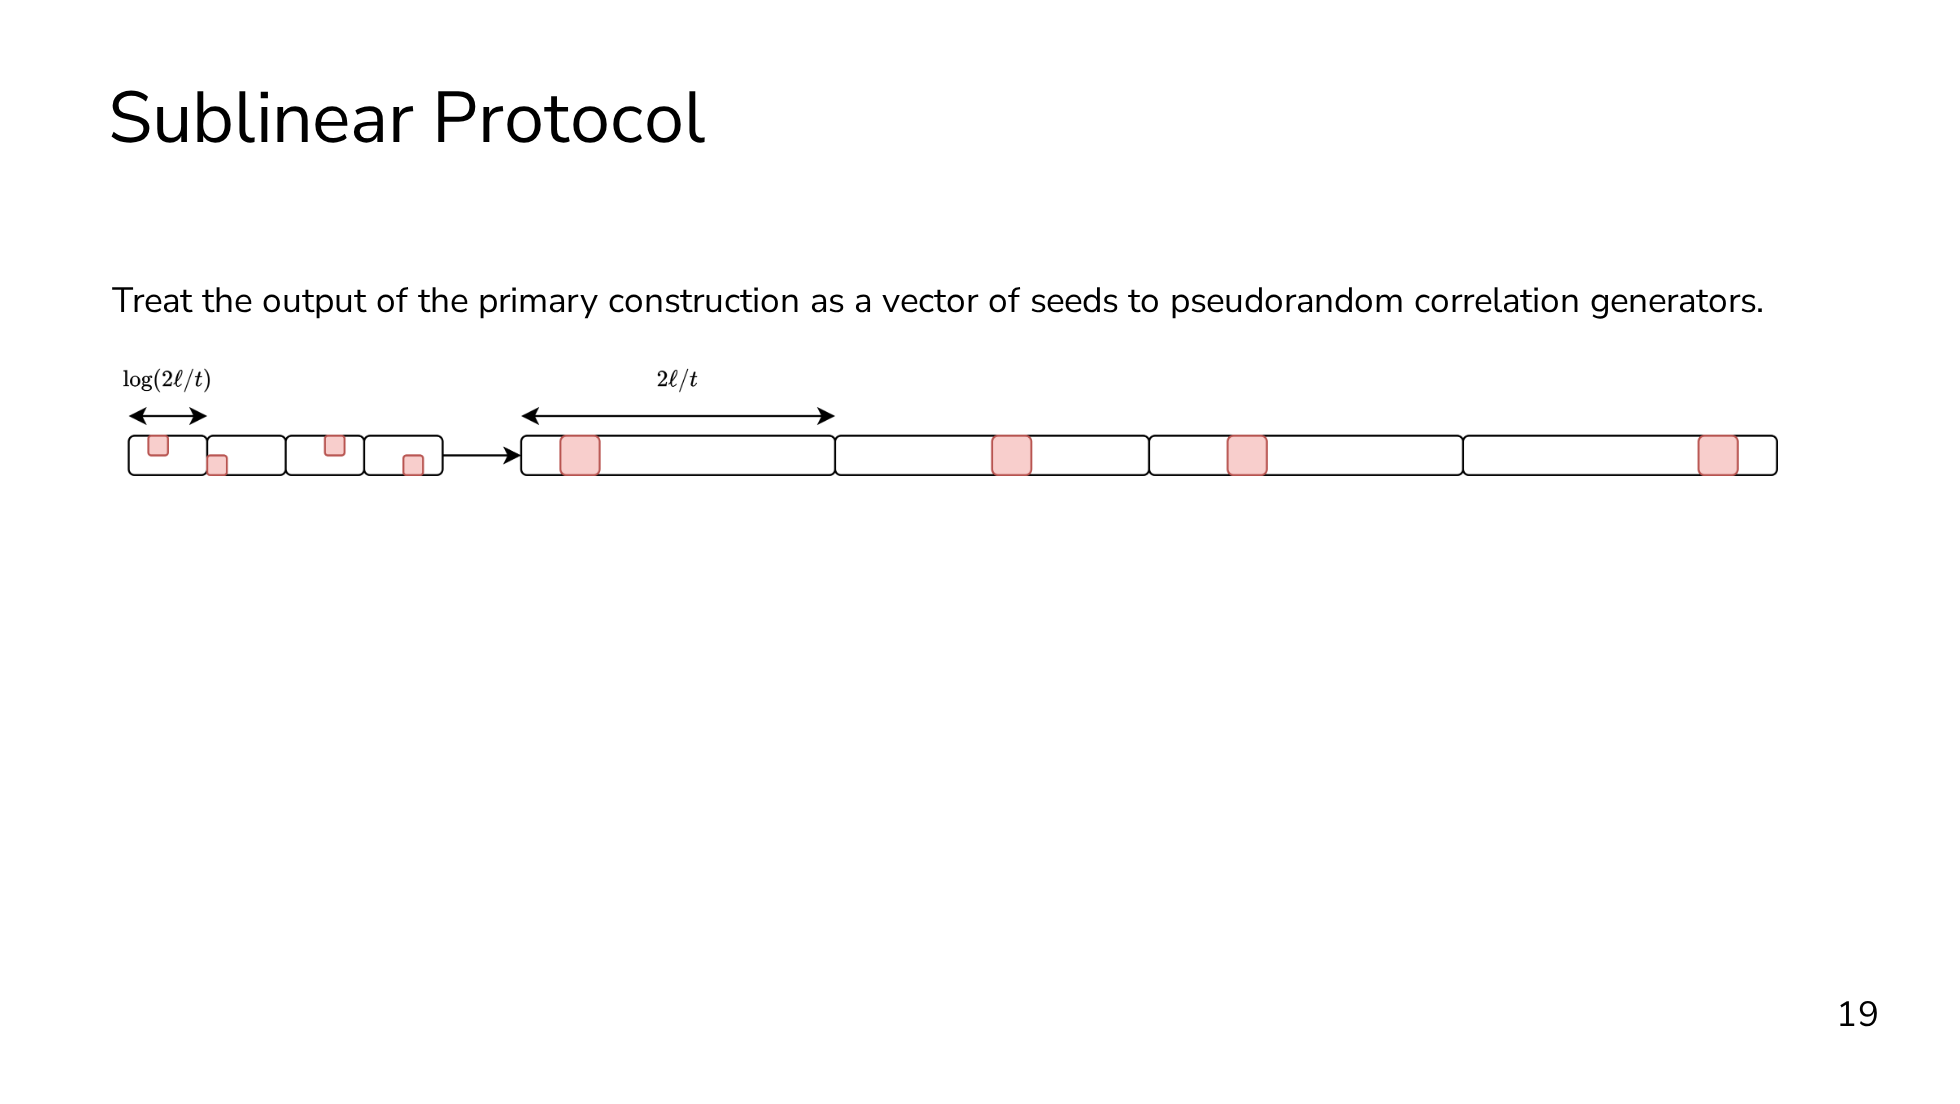 Sublinear Protocol
Treat the output of the primary construction as a vector of seeds to pseudorandom correlation generators.
log(2ℓ/t)
2ℓ/t
19